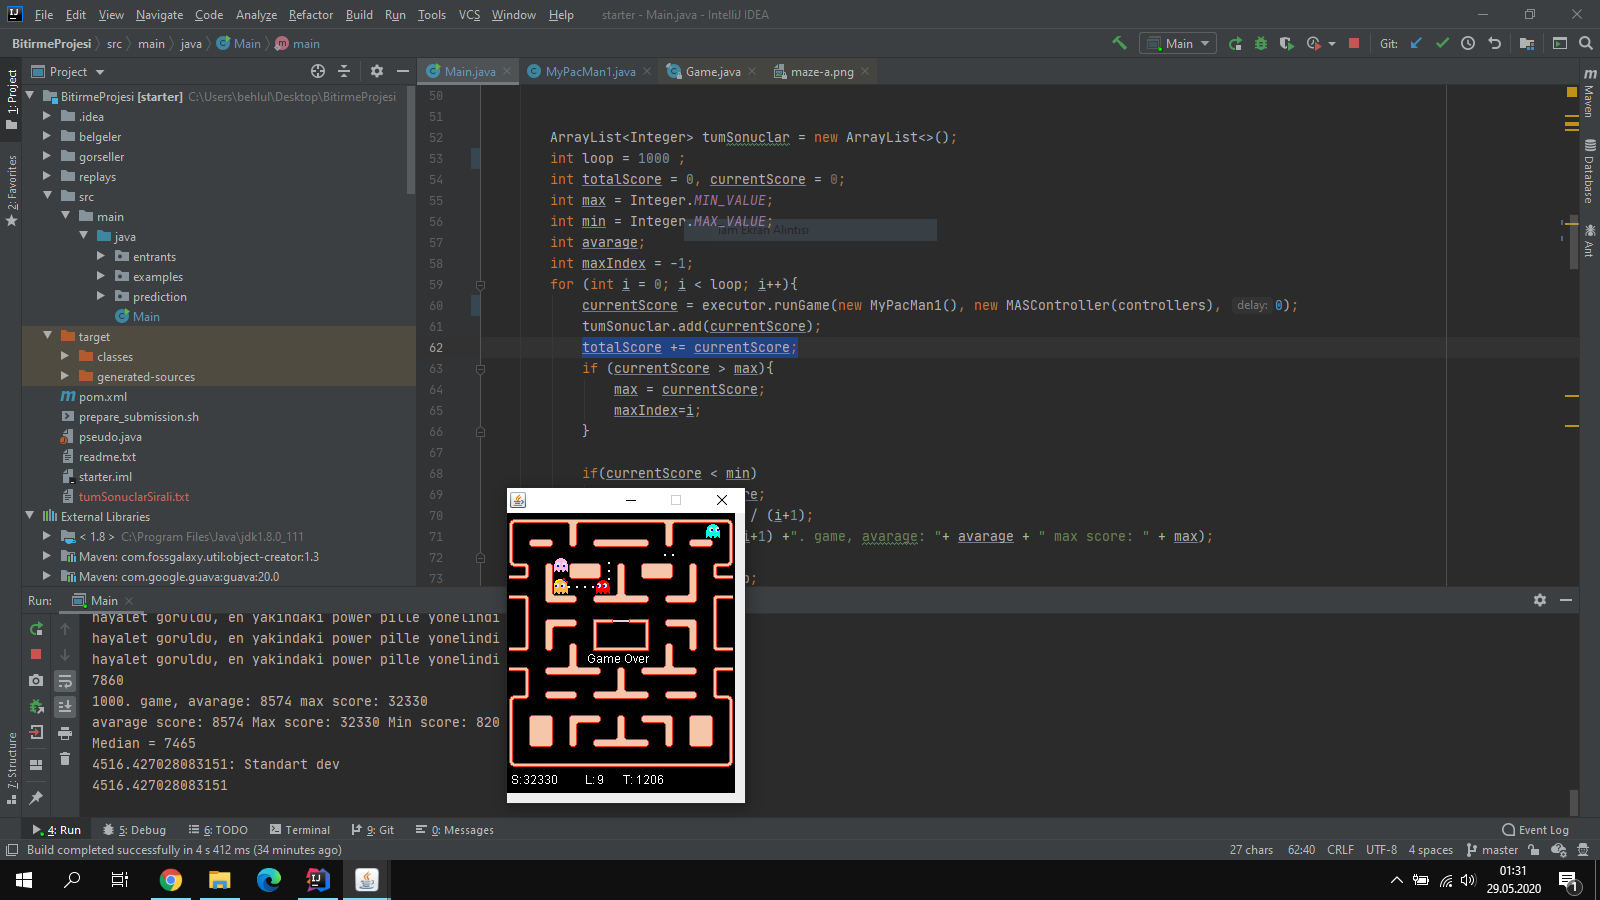 File Edit View Navigate Code Analyze Refactor Build Run Tools VCS Window Help starter - Main.java - IntelliJ IDEA
BitirmeProjesi src main java Main main Main Git:
Project Main.java MyPacMan1.java Game.java maze-a.png
BitirmeProjesi [starter] C:\Users\behlul\Desktop\BitirmeProjesi
.idea
belgeler
gorseller
replays
src
main
java
entrants
examples
prediction
Main
target
classes
generated-sources
pom.xml
prepare_submission.sh
pseudo.java
readme.txt
starter.iml
tumSonuclarSirali.txt
External Libraries
< 1.8 > C:\Program Files\Java\jdk1.8.0_111
Maven: com.fossgalaxy.util:object-creator:1.3
Maven: com.google.guava:guava:20.0
1: Project
2: Favorites
7: Structure
50
51
52 ArrayList<Integer> tumSonuclar = new ArrayList<>();
53 int loop = 1000 ;
54 int totalScore = 0, currentScore = 0;
55 int max = Integer.MIN_VALUE;
56 int min = Integer.MAX_VALUE;
Tam Ekran Alıntısı
57 int avarage;
58 int maxIndex = -1;
59 for (int i = 0; i < loop; i++){
60 currentScore = executor.runGame(new MyPacMan1(), new MASController(controllers), delay: 0);
61 tumSonuclar.add(currentScore);
62 totalScore += currentScore;
63 if (currentScore > max){
64 max = currentScore;
65 maxIndex=i;
66 }
67
68 if(currentScore < min)
69 e;
70 / (i+1);
71 i+1) +". game, avarage: "+ avarage + " max score: " + max);
72
73 ;
Maven
Database
Ant
Game Over
S:32330 L:9 T:1206
Run: Main
hayalet goruldu, en yakindaki power pille yonelindi
hayalet goruldu, en yakindaki power pille yonelindi
hayalet goruldu, en yakindaki power pille yonelindi
7860
1000. game, avarage: 8574 max score: 32330
avarage score: 8574 Max score: 32330 Min score: 820
Median = 7465
4516.427028083151: Standart dev
4516.427028083151
4: Run 5: Debug 6: TODO Terminal 9: Git 0: Messages Event Log
Build completed successfully in 4 s 412 ms (34 minutes ago) 27 chars 62:40 CRLF UTF-8 4 spaces master
01:31
29.05.2020
1